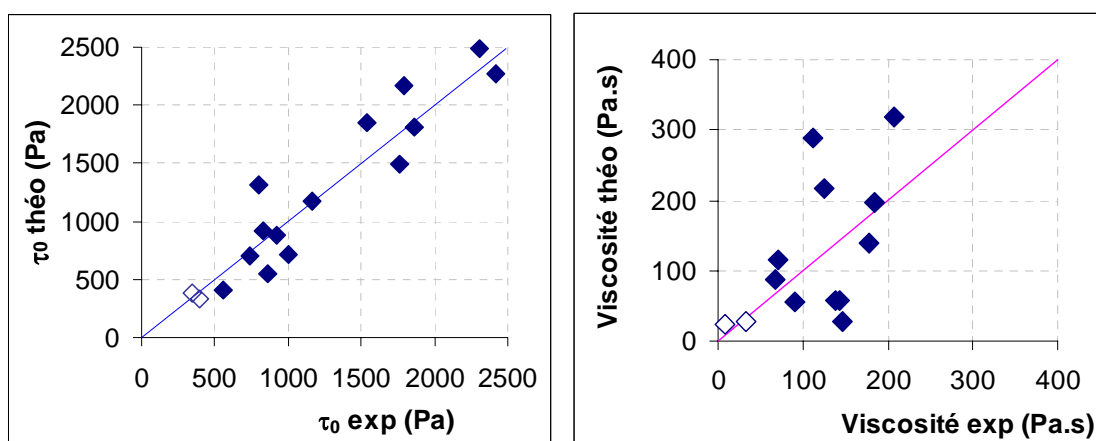 τ0 théo (Pa)
2500
2000
1500
1000
500
0
0 500 1000 1500 2000 2500
τ0 exp (Pa)
Viscosité théo (Pa.s)
400
300
200
100
0
0 100 200 300 400
Viscosité exp (Pa.s)